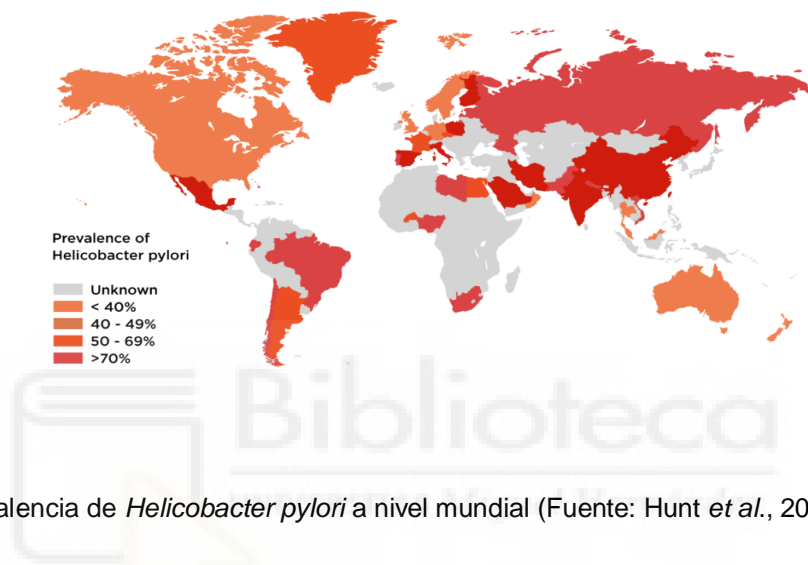 Prevalence of
Helicobacter pylori
Unknown
< 40%
40 - 49%
50 - 69%
>70%
Biblioteca
alencia de Helicobacter pylori a nivel mundial (Fuente: Hunt et al., 20